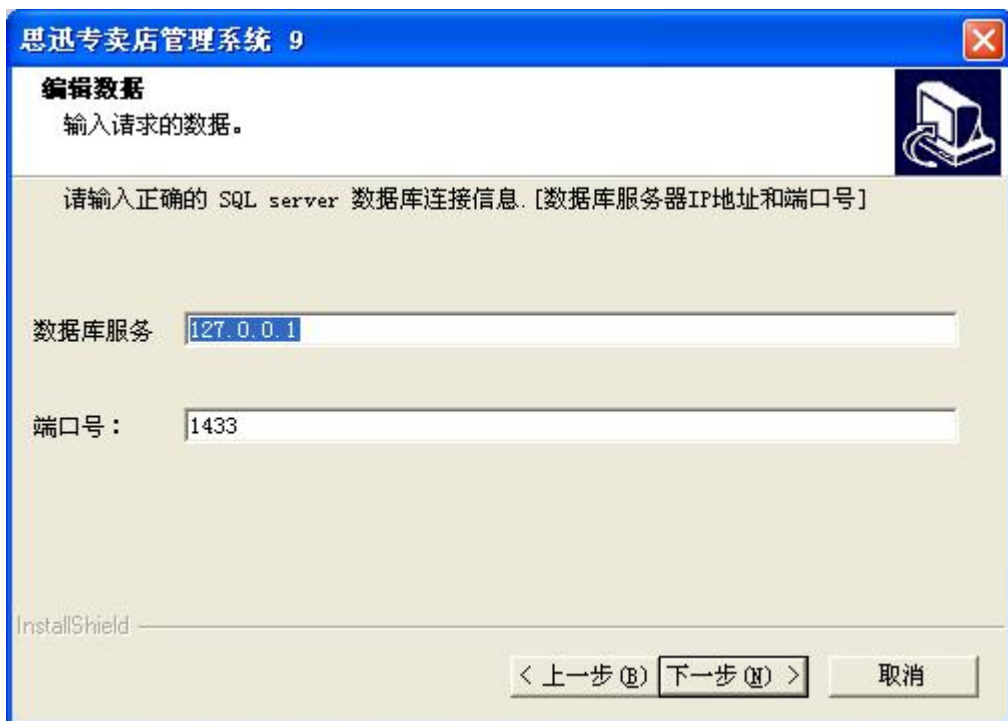 思迅专卖店管理系统 9
编辑数据
输入请求的数据。
请输入正确的 SQL server 数据库连接信息.[数据库服务器IP地址和端口号]
数据库服务 127.0.0.1
端口号： 1433
InstallShield
< 上一步(B) 下一步(N) > 取消